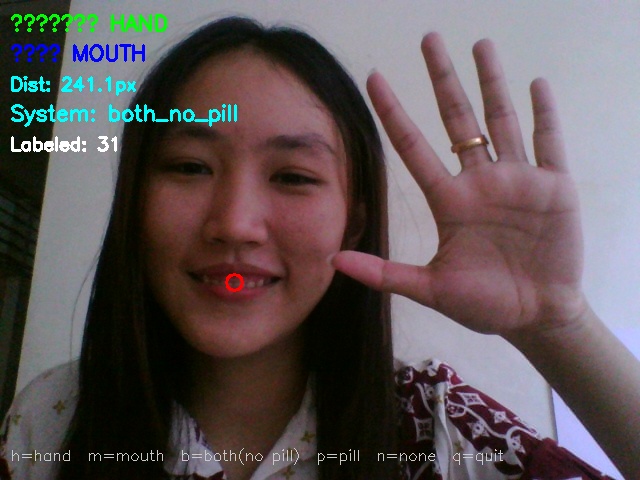 ??????? HAND
???? MOUTH
Dist: 241.1px
System: both_no_pill
Labeled: 31
h=hand m=mouth b=both(no pill) p=pill n=none q=quit